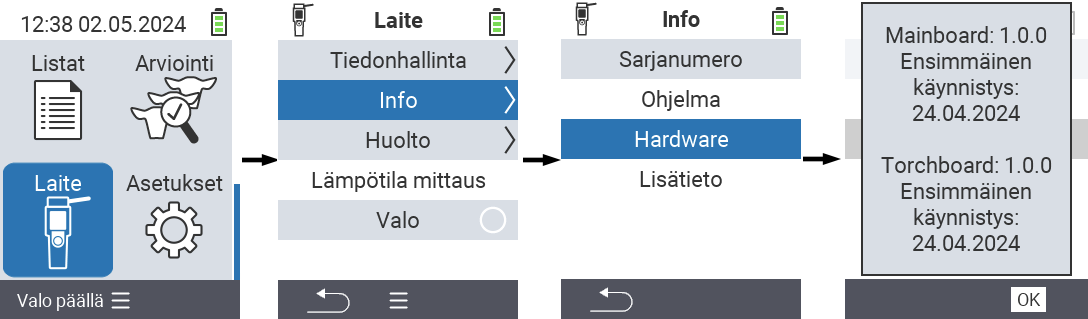 12:38 02.05.2024
Listat
Arviointi
Laite
Asetukset
Valo päällä
Laite
Tiedonhallinta
Info
Huolto
Lämpötila mittaus
Valo
Info
Sarjanumero
Ohjelma
Hardware
Lisätieto
Mainboard: 1.0.0
Ensimmäinen
käynnistys:
24.04.2024
Torchboard: 1.0.0
Ensimmäinen
käynnistys:
24.04.2024
OK